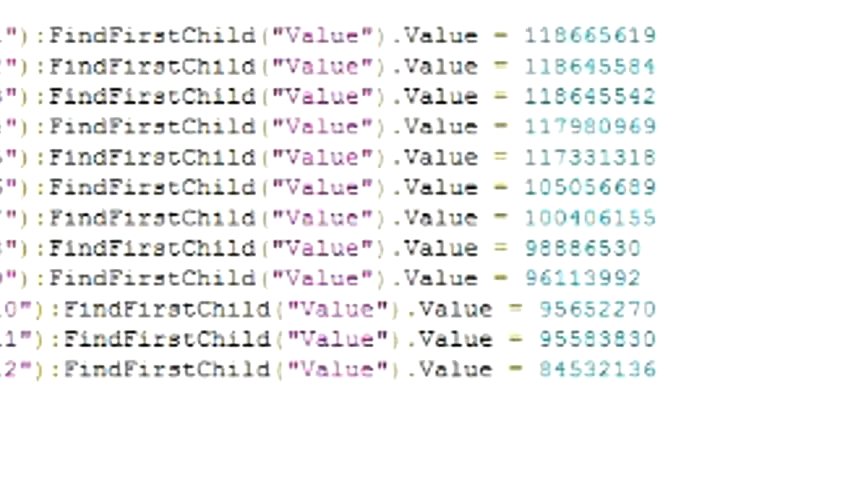 "):FindFirstChild("Value").Value = 118665619
"):FindFirstChild("Value").Value = 118645584
"):FindFirstChild("Value").Value = 118645542
"):FindFirstChild("Value").Value = 117980969
"):FindFirstChild("Value").Value = 117331318
"):FindFirstChild("Value").Value = 105056689
"):FindFirstChild("Value").Value = 100406155
"):FindFirstChild("Value").Value = 98886530
"):FindFirstChild("Value").Value = 96113992
0"):FindFirstChild("Value").Value = 95652270
1"):FindFirstChild("Value").Value = 95583830
2"):FindFirstChild("Value").Value = 84532136